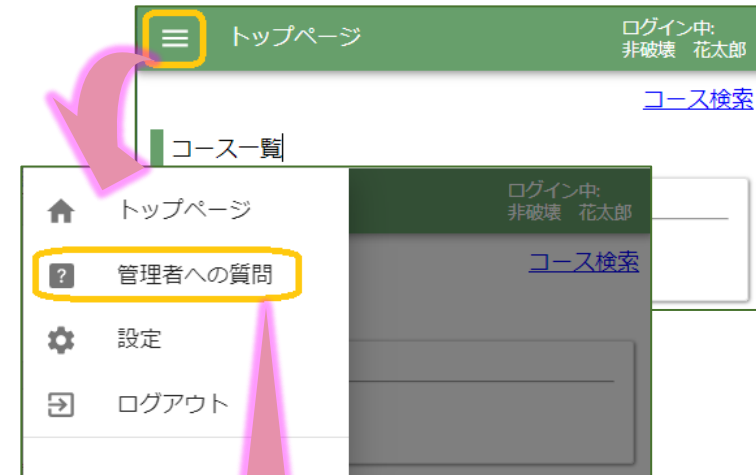 トップページ
ログイン中:
非破壊　花太郎
コース検索
コース一覧
トップページ
ログイン中:
非破壊　花太郎
管理者への質問
コース検索
設定
ログアウト